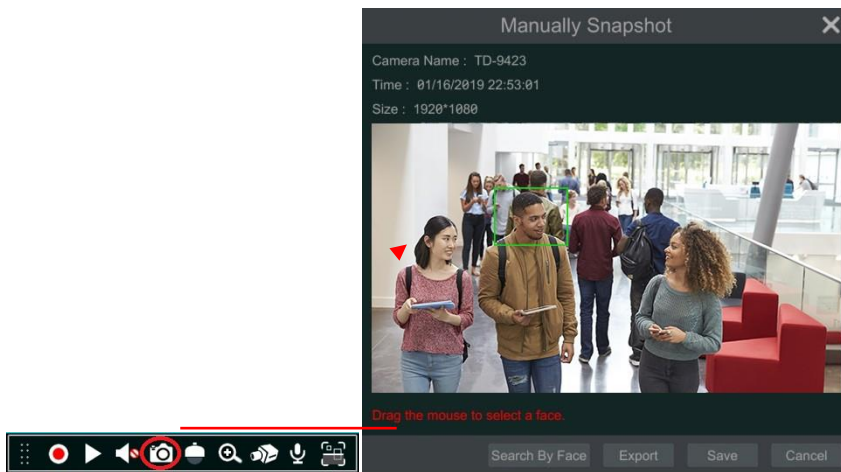 Manually Snapshot
Camera Name : TD-9423
Time : 01/16/2019 22:53:01
Size : 1920*1080
Drag the mouse to select a face.
Search By Face Export Save Cancel